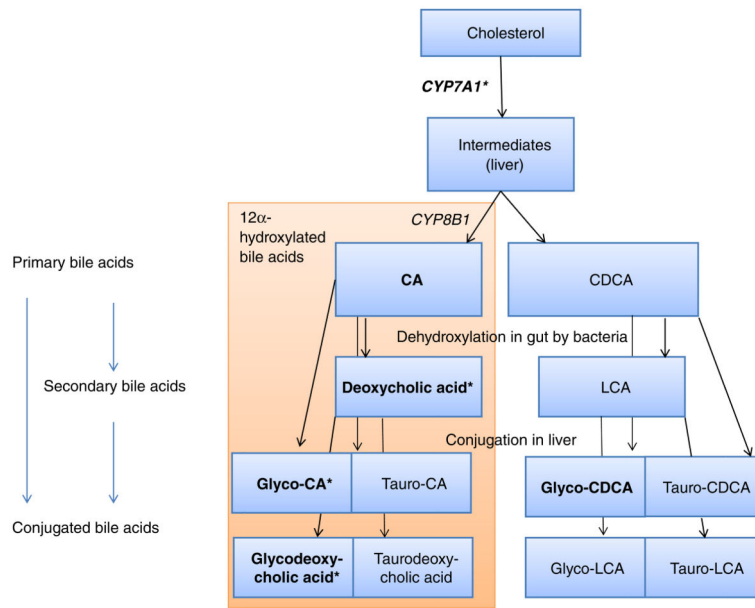 Cholesterol
CYP7A1*
Intermediates
(liver)
12α-
hydroxylated
bile acids
CYP8B1
Primary bile acids
CA
CDCA
Dehydroxylation in gut by bacteria
Secondary bile acids
Deoxycholic acid*
LCA
Conjugation in liver
Glyco-CA*
Tauro-CA
Glyco-CDCA
Tauro-CDCA
Conjugated bile acids
Glycodeoxy-
cholic acid*
Taurodeoxy-
cholic acid
Glyco-LCA
Tauro-LCA